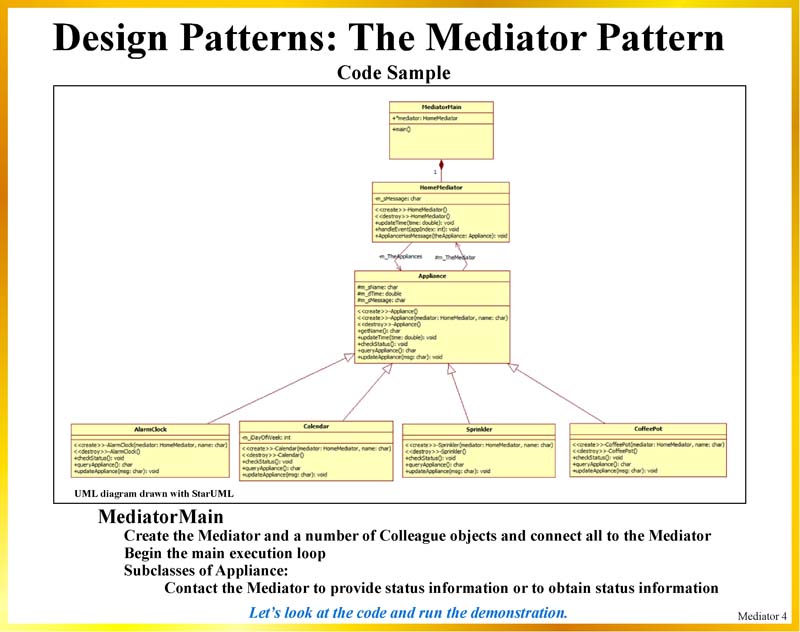 Design Patterns: The Mediator Pattern
Code Sample
MediatorMain
+*mediator: HomeMediator
+main()
1
HomeMediator
-m_sMessage: char
<<create>>-HomeMediator()
<<destroy>>-HomeMediator()
+updateTime(time: double): void
+handleEvent(appIndex: int): void
+ApplianceHasMessage(theAppliance: Appliance): void
-m_TheAppliances
#m_TheMediator
Appliance
#m_sName: char
#m_dTime: double
#m_sMessage: char
<<create>>-Appliance()
<<create>>-Appliance(mediator: HomeMediator, name: char)
<<destroy>>-Appliance()
+getName(): char
+updateTime(time: double): void
+checkStatus(): void
+queryAppliance(): char
+updateAppliance(msg: char): void
AlarmClock
<<create>>-AlarmClock(mediator: HomeMediator, name: char)
<<destroy>>-AlarmClock()
+checkStatus(): void
+queryAppliance(): char
+updateAppliance(msg: char): void
Calendar
-m_iDayOfWeek: int
<<create>>-Calendar(mediator: HomeMediator, name: char)
<<destroy>>-Calendar()
+checkStatus(): void
+queryAppliance(): char
+updateAppliance(msg: char): void
Sprinkler
<<create>>-Sprinkler(mediator: HomeMediator, name: char)
<<destroy>>-Sprinkler()
+checkStatus(): void
+queryAppliance(): char
+updateAppliance(msg: char): void
CoffeePot
<<create>>-CoffeePot(mediator: HomeMediator, name: char)
<<destroy>>-CoffeePot()
+checkStatus(): void
+queryAppliance(): char
+updateAppliance(msg: char): void
UML diagram drawn with StarUML
MediatorMain
Create the Mediator and a number of Colleague objects and connect all to the Mediator
Begin the main execution loop
Subclasses of Appliance:
Contact the Mediator to provide status information or to obtain status information
Let's look at the code and run the demonstration.
Mediator 4